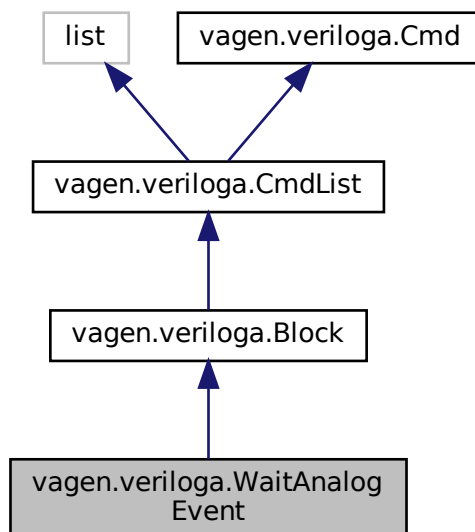 list
vagen.veriloga.Cmd
vagen.veriloga.CmdList
vagen.veriloga.Block
vagen.veriloga.WaitAnalog
Event